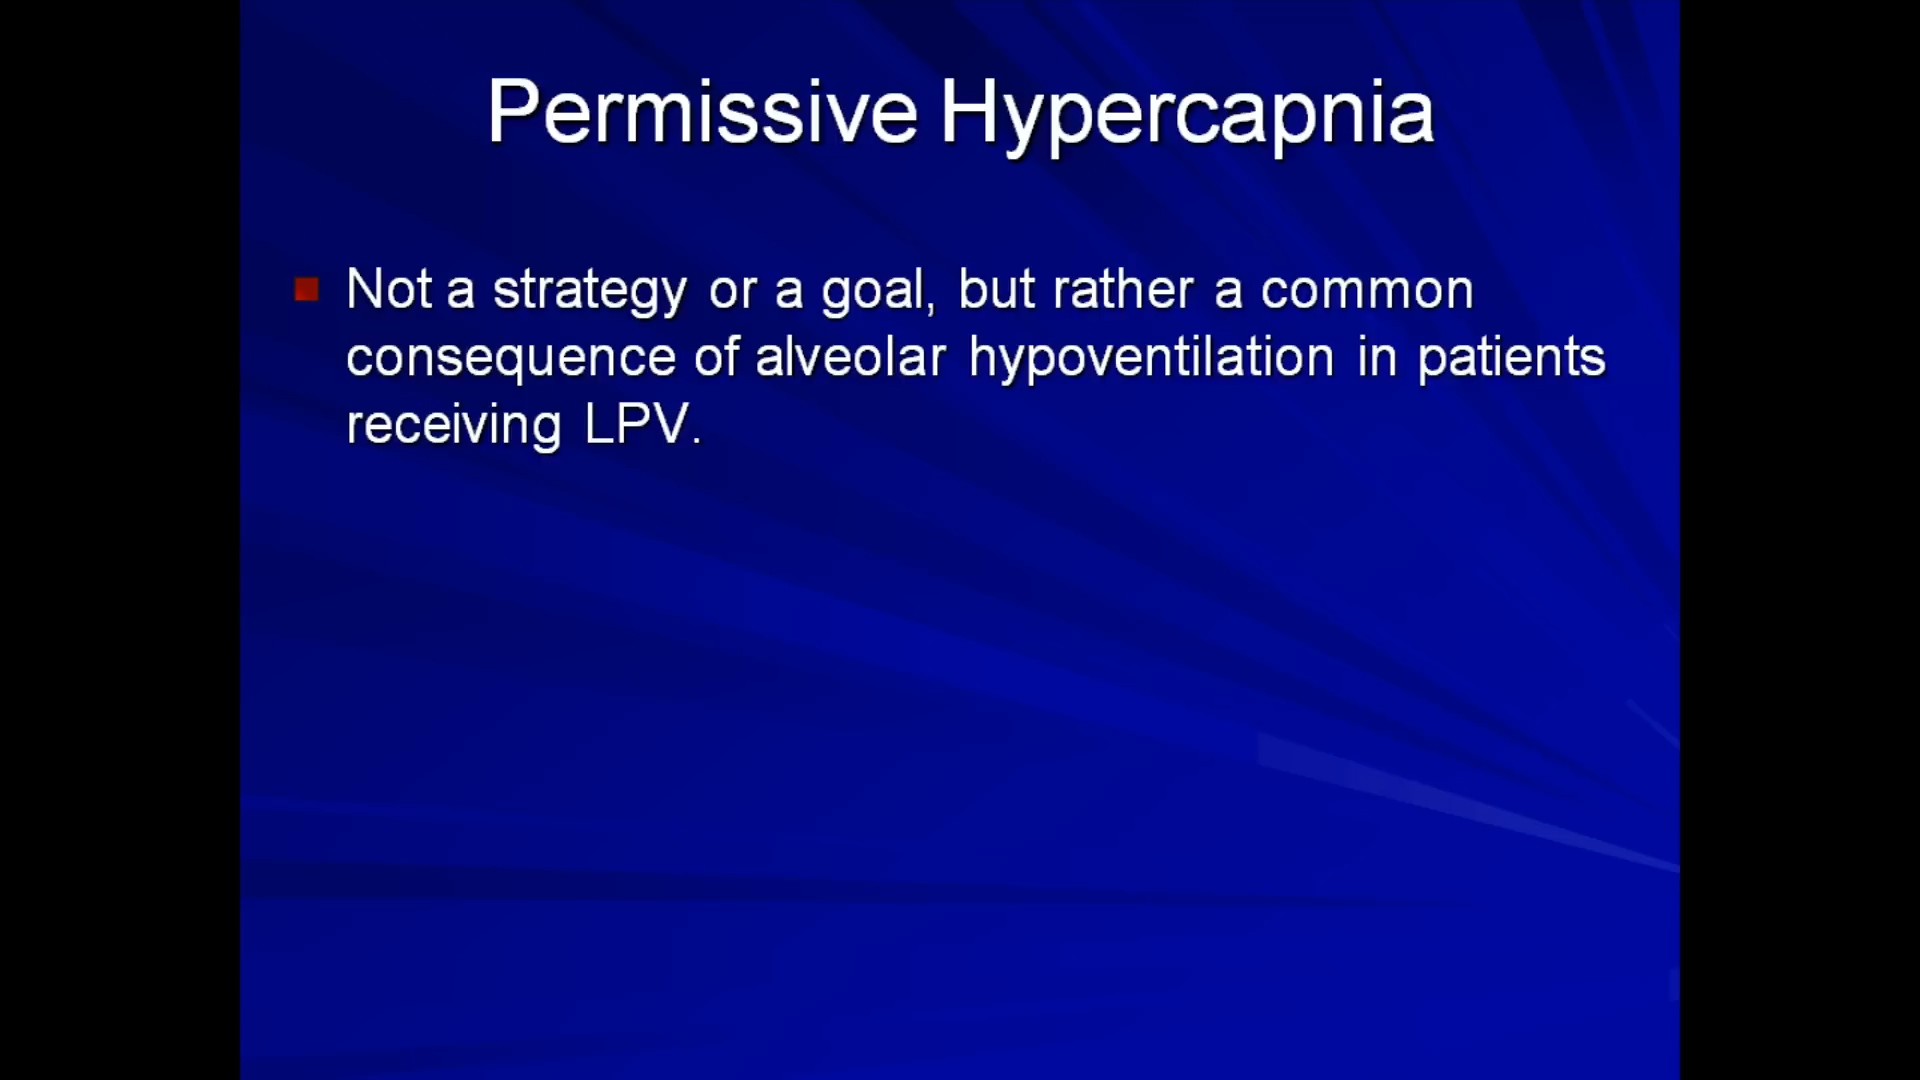 Permissive Hypercapnia
Not a strategy or a goal, but rather a common
consequence of alveolar hypoventilation in patients
receiving LPV.